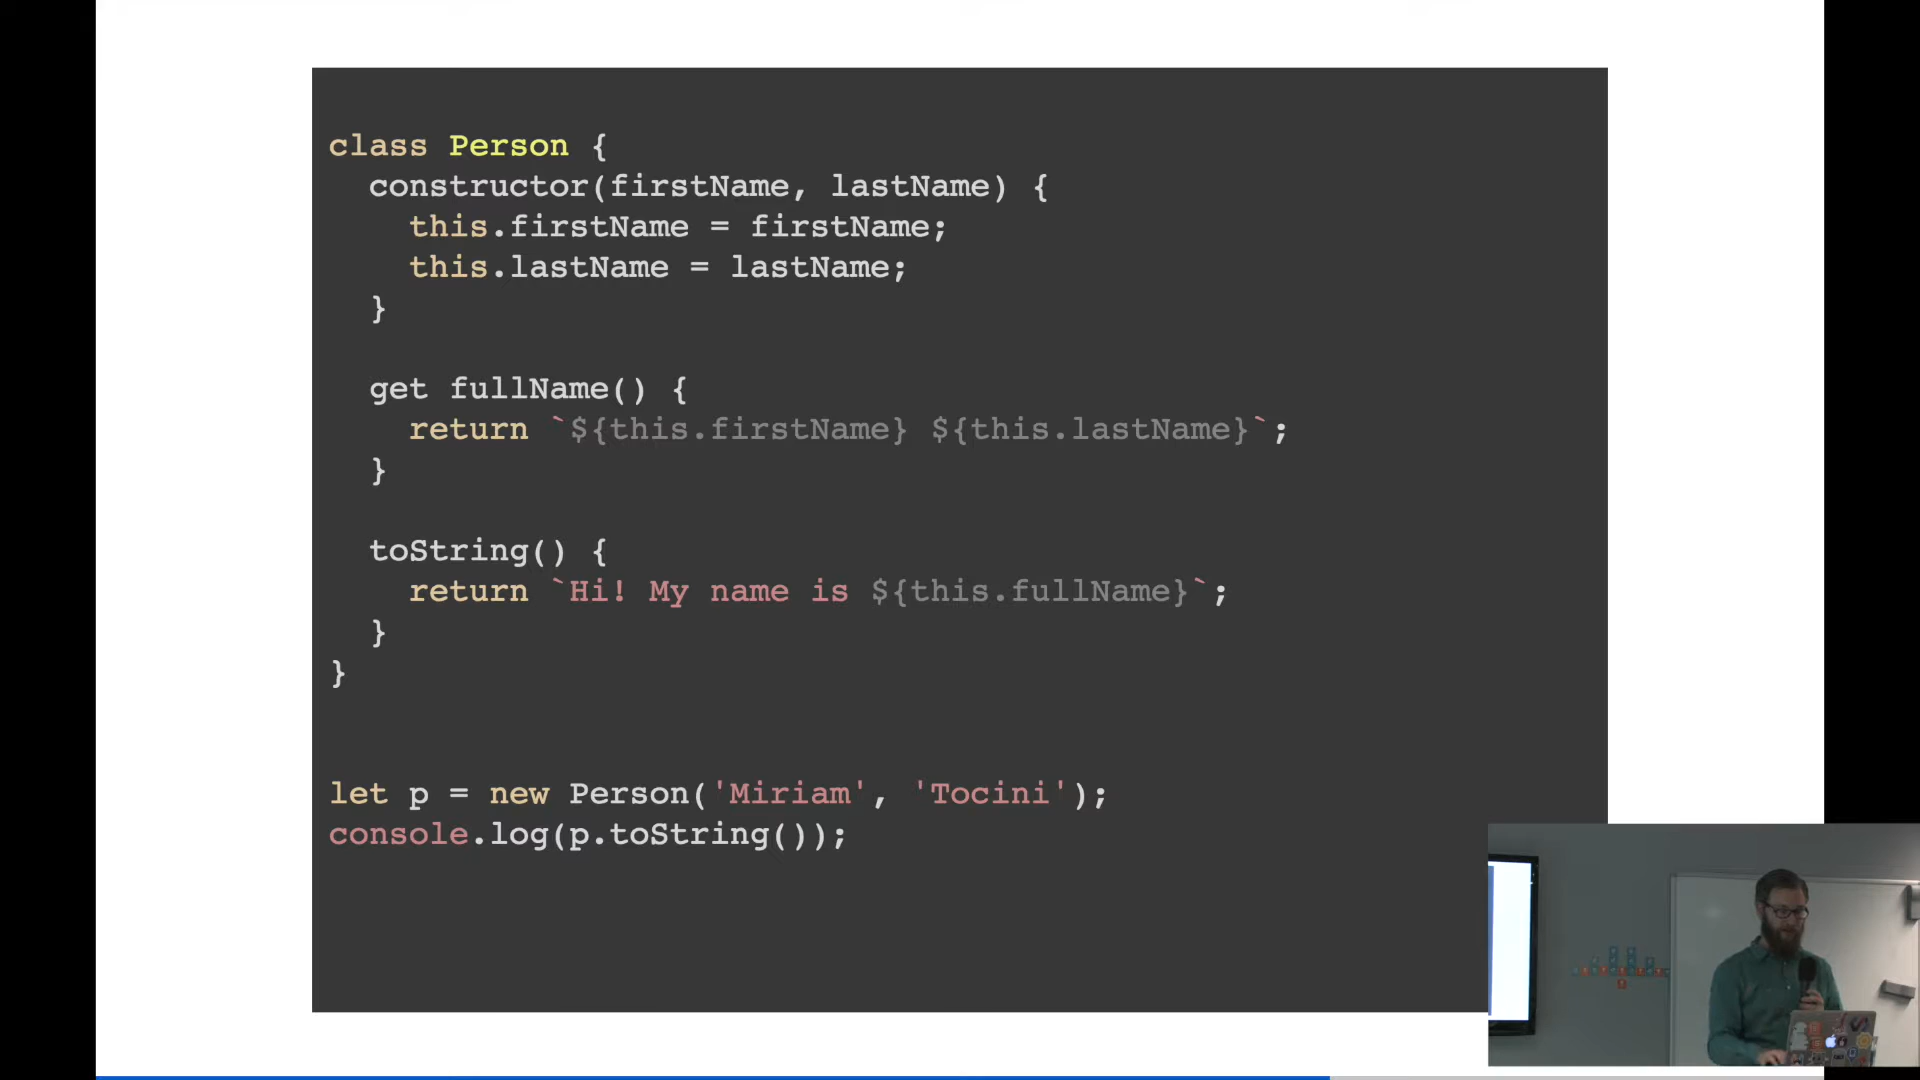 class Person {
  constructor(firstName, lastName) {
    this.firstName = firstName;
    this.lastName = lastName;
  }
  get fullName() {
    return `${this.firstName} ${this.lastName}`;
  }
  toString() {
    return `Hi! My name is ${this.fullName}`;
  }
}
let p = new Person('Miriam', 'Tocini');
console.log(p.toString());